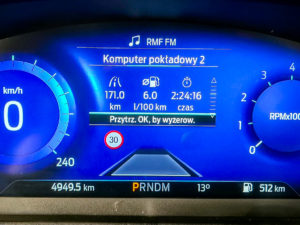 RMF FM
Komputer pokładowy 2
171.0 6.0 2:24:16
km l/100 km czas
Przytrz. OK, by wyzerow.
km/h
0
240
30
4
3
2
1
0
RPMx100
4949.5 km PRNDM 13° 512 km